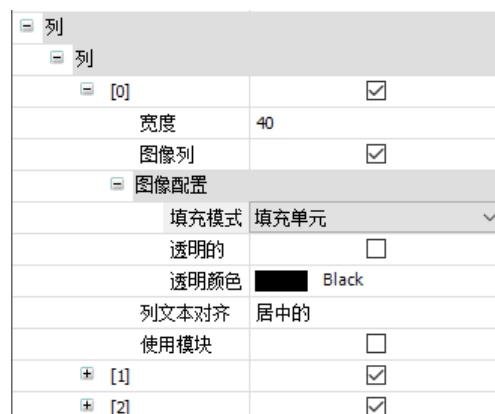 列
列
[0]
宽度 40
图像列
图像配置
填充模式 填充单元
透明的
透明颜色 Black
列文本对齐 居中的
使用模块
[1]
[2]